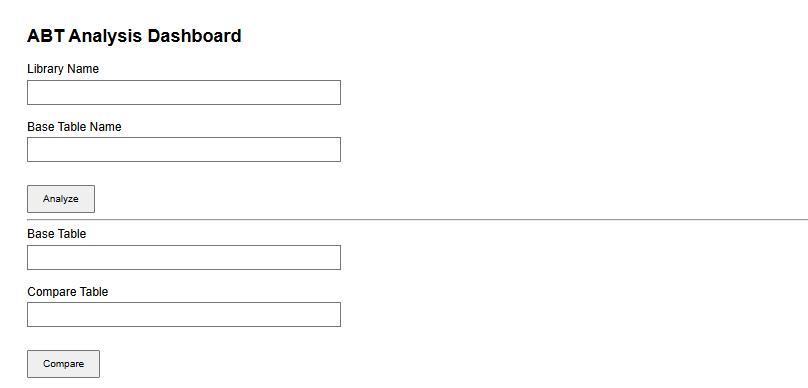 ABT Analysis Dashboard
Library Name
Base Table Name
Analyze
Base Table
Compare Table
Compare